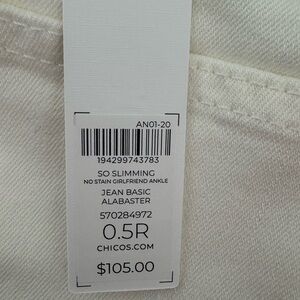 AN01-20
194299743783
SO SLIMMING
NO STAIN GIRLFRIEND ANKLE
JEAN BASIC
ALABASTER
570284972
0.5R
CHICOS.COM
$105.00